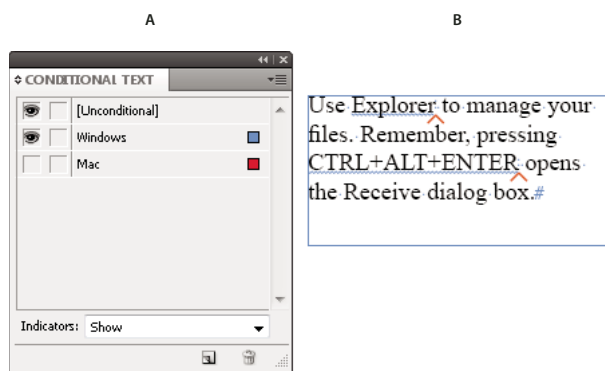 A
B
CONDITIONAL TEXT
[Unconditional]
Windows
Mac
Indicators: Show
Use Explorer to manage your
files. Remember, pressing
CTRL+ALT+ENTER opens
the Receive dialog box.#